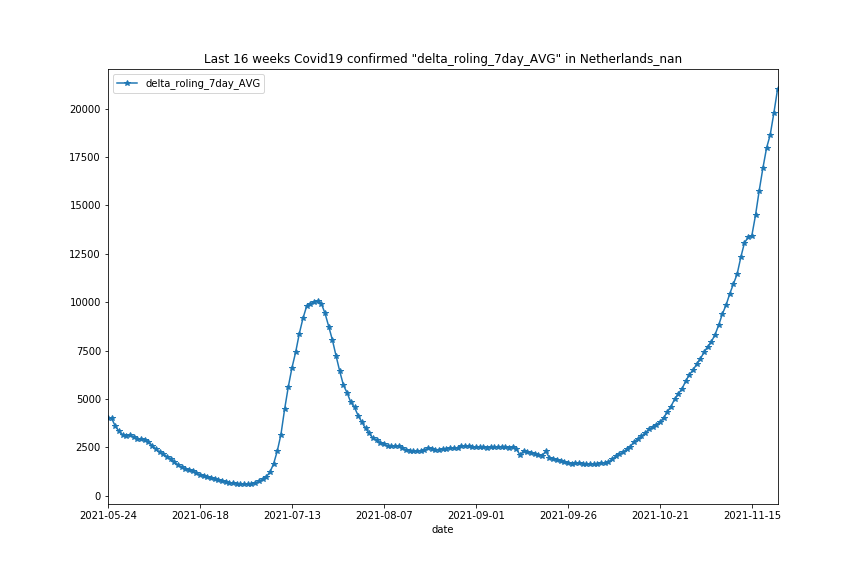 Last 16 weeks Covid19 confirmed "delta_roling_7day_AVG" in Netherlands_nan
delta_roling_7day_AVG
20000
17500
15000
12500
10000
7500
5000
2500
0
2021-05-24 2021-06-18 2021-07-13 2021-08-07 2021-09-01 2021-09-26 2021-10-21 2021-11-15
date